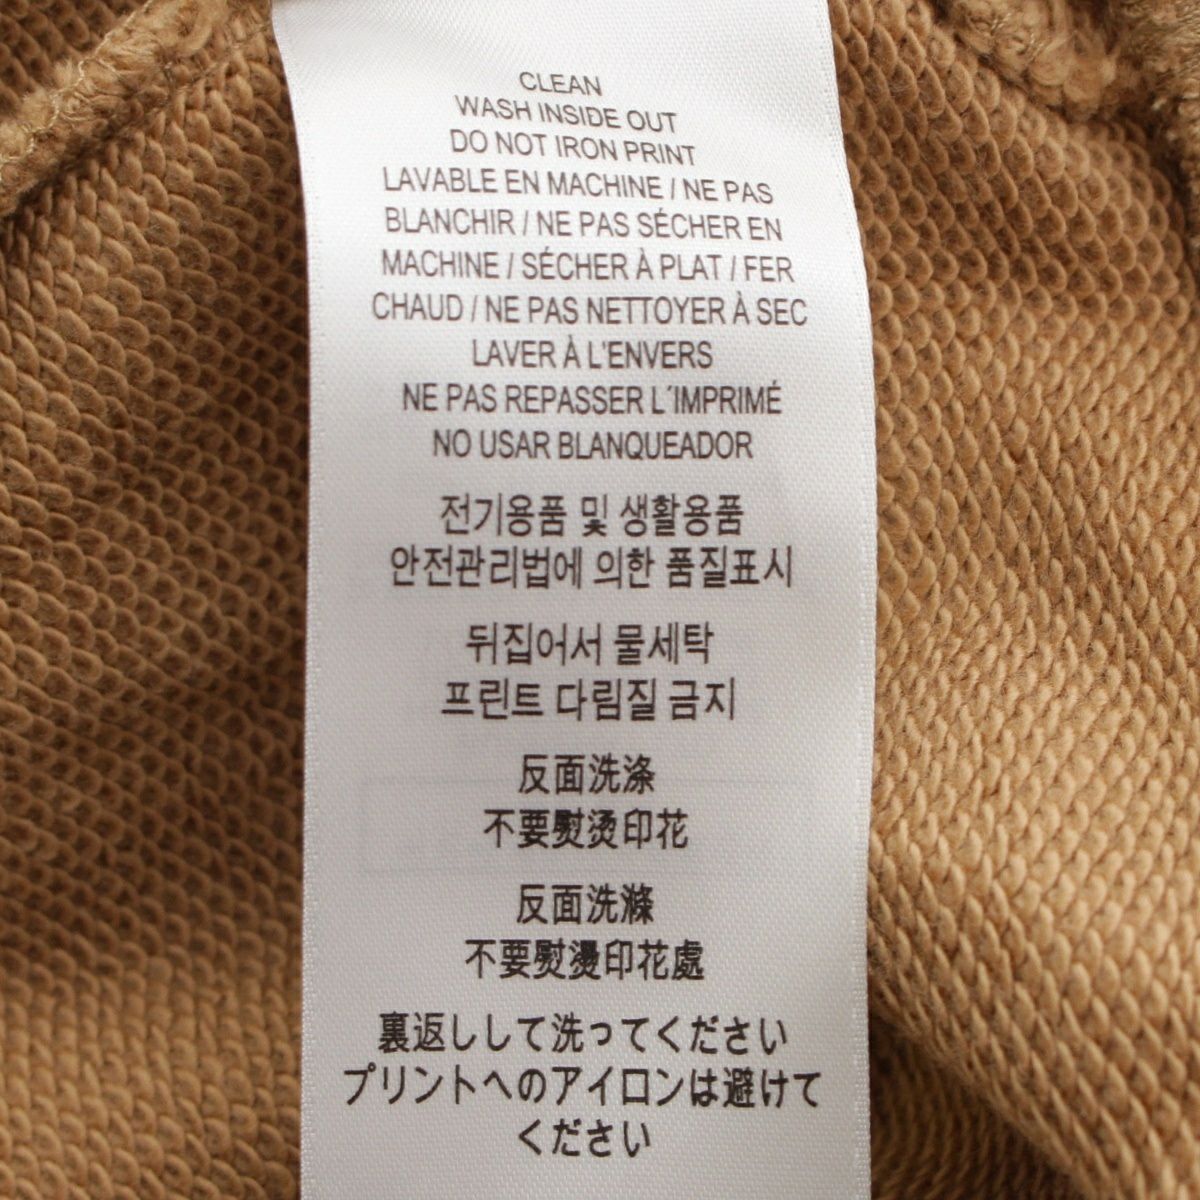 CLEAN
WASH INSIDE OUT
DO NOT IRON PRINT
LAVABLE EN MACHINE / NE PAS
BLANCHIR / NE PAS SÉCHER EN
MACHINE / SÉCHER À PLAT / FER
CHAUD / NE PAS NETTOYER À SEC
LAVER À L'ENVERS
NE PAS REPASSER L´IMPRIMÉ
NO USAR BLANQUEADOR
전기용품 및 생활용품
안전관리법에 의한 품질표시
뒤집어서 물세탁
프린트 다림질 금지
反面洗涤
不要熨烫印花
反面洗滌
不要熨燙印花處
裏返しして洗ってください
プリントへのアイロンは避けて
ください